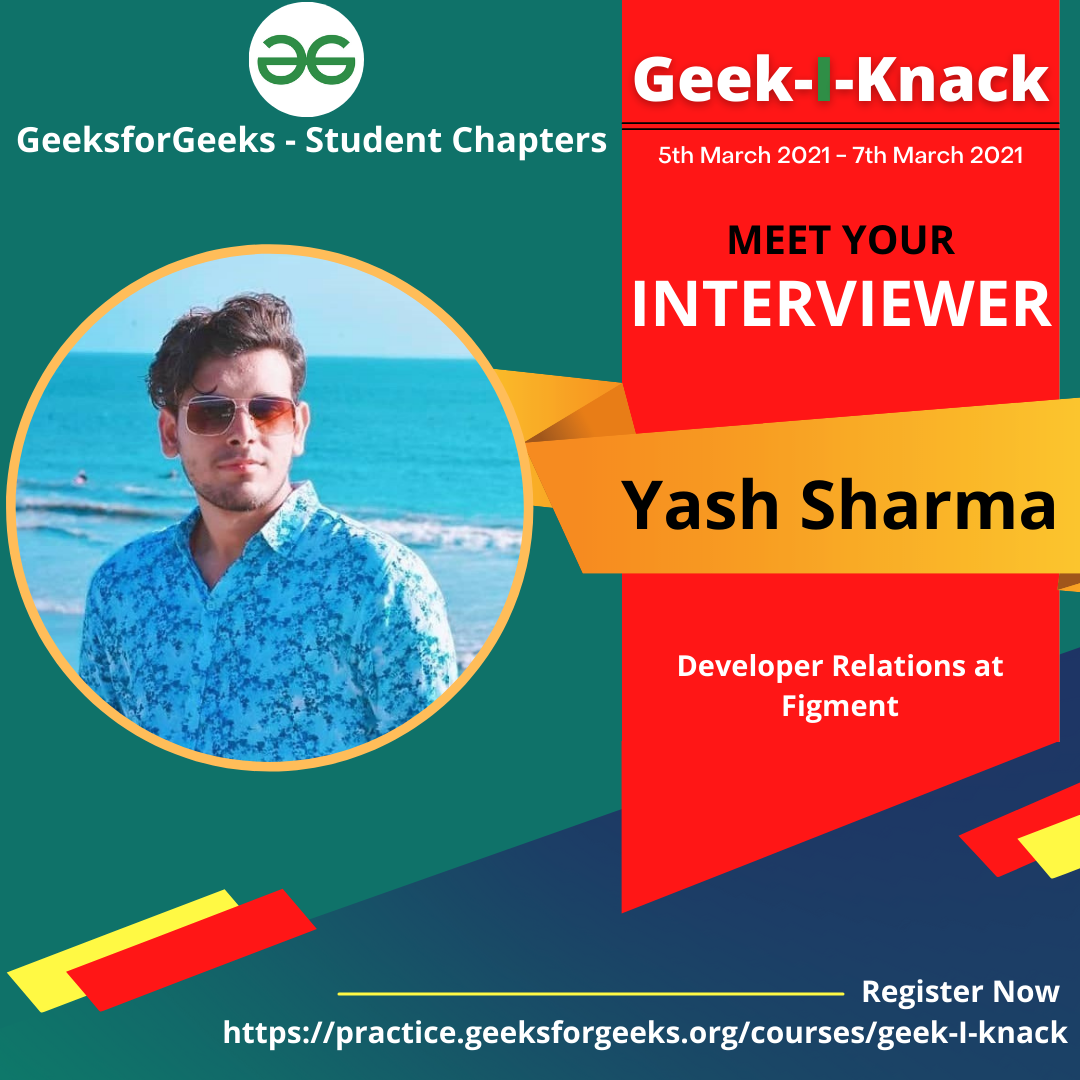 GeeksforGeeks - Student Chapters
Geek-I-Knack
5th March 2021 – 7th March 2021
MEET YOUR
INTERVIEWER
Yash Sharma
Developer Relations at
Figment
Register Now
https://practice.geeksforgeeks.org/courses/geek-I-knack